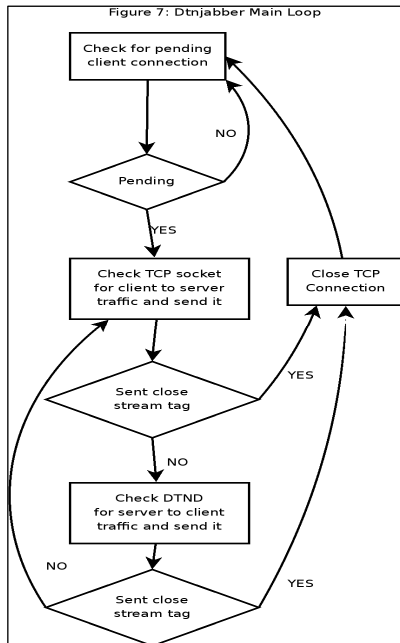 Figure 7: Dtnjabber Main Loop
Check for pending
client connection
NO
Pending
YES
Check TCP socket
for client to server
traffic and send it
Close TCP
Connection
Sent close
stream tag
YES
NO
Check DTND
for server to client
traffic and send it
NO
YES
Sent close
stream tag